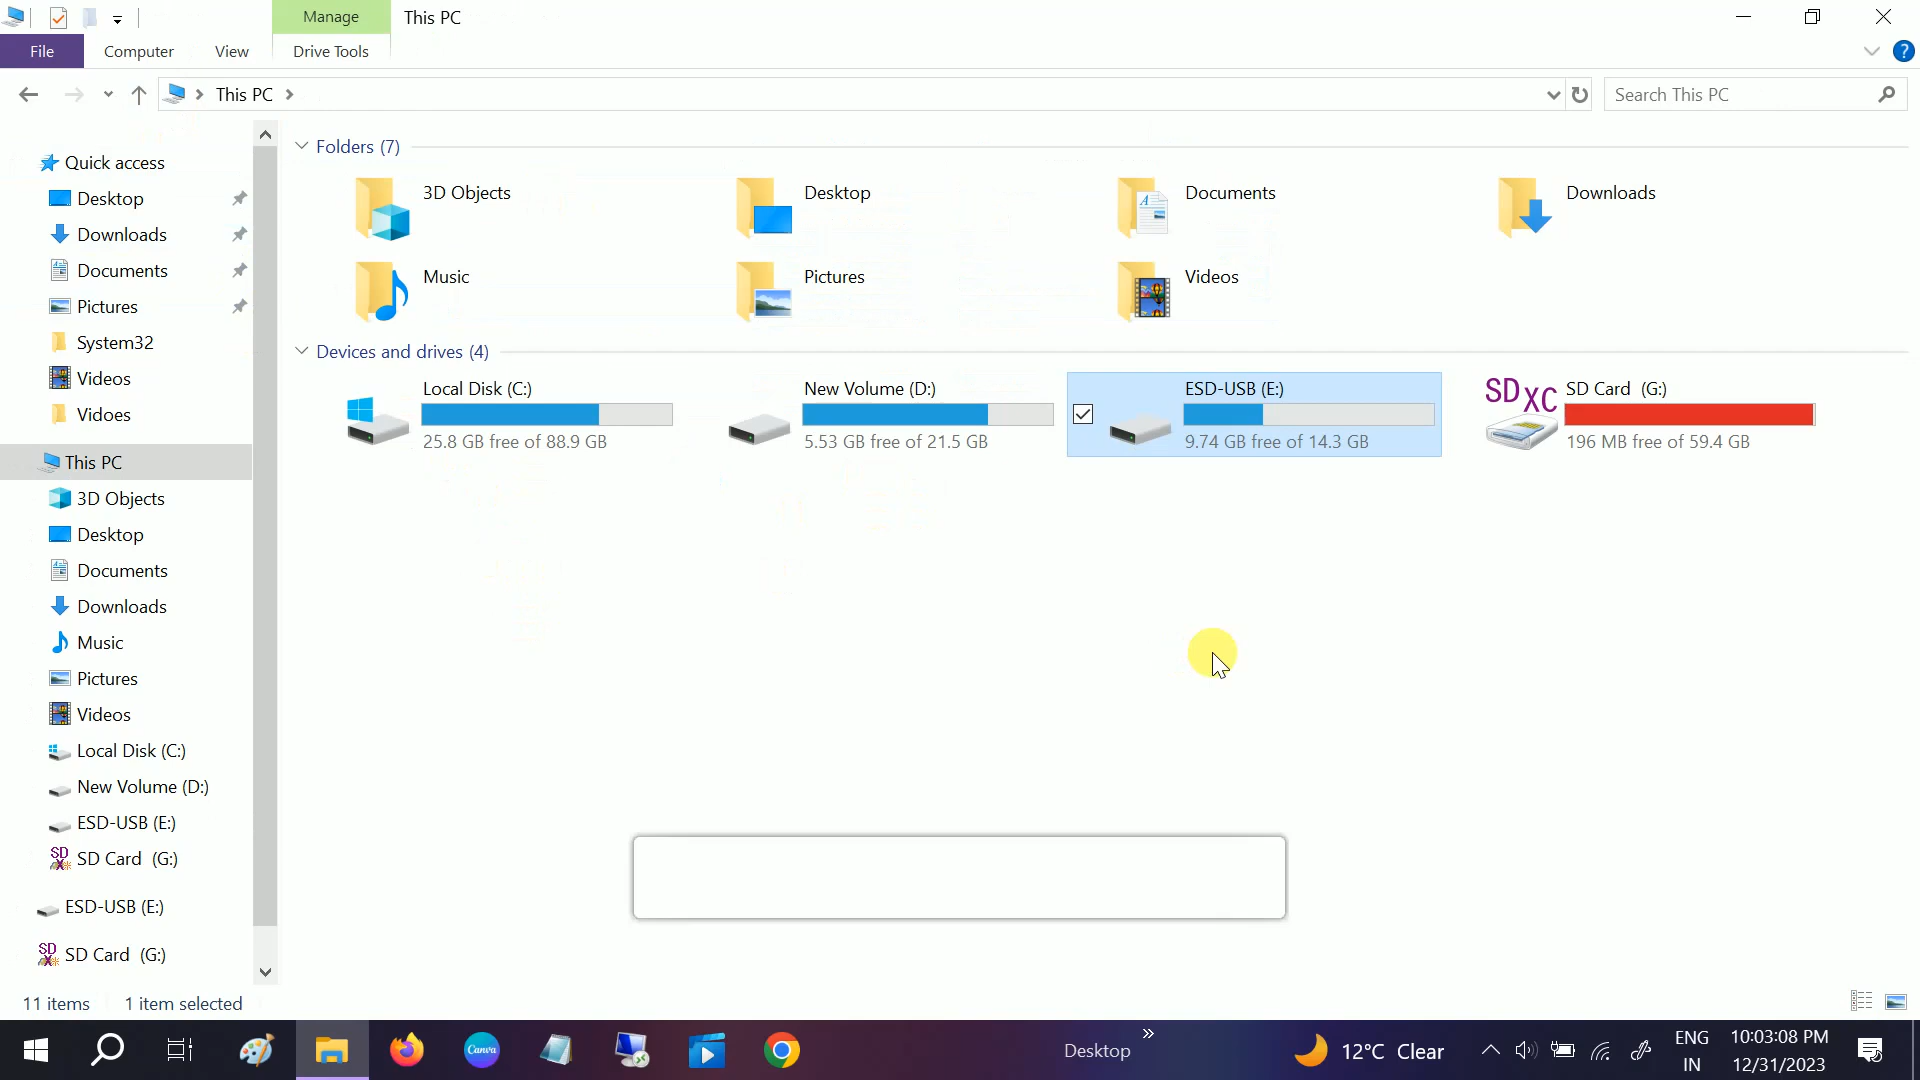 Manage
This PC
File
Computer
View
Drive Tools
This PC
Search This PC
Quick access
Desktop
Downloads
Documents
Pictures
System32
Videos
Vidoes
This PC
3D Objects
Desktop
Documents
Downloads
Music
Pictures
Videos
Local Disk (C:)
New Volume (D:)
ESD-USB (E:)
SD Card (G:)
ESD-USB (E:)
SD Card (G:)
Folders (7)
3D Objects
Desktop
Documents
Downloads
Music
Pictures
Videos
Devices and drives (4)
Local Disk (C:)
25.8 GB free of 88.9 GB
New Volume (D:)
5.53 GB free of 21.5 GB
ESD-USB (E:)
9.74 GB free of 14.3 GB
SD XC
SD Card (G:)
196 MB free of 59.4 GB
11 items
1 item selected
Canva
Desktop
12°C Clear
ENG
IN
10:03:08 PM
12/31/2023